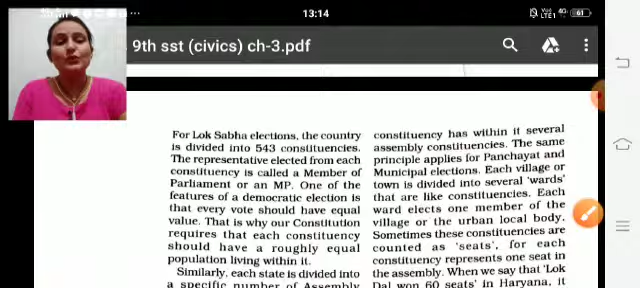 13:14
LTE1
4G
61
9th sst (civics) ch-3.pdf
For Lok Sabha elections, the country
is divided into 543 constituencies.
The representative elected from each
constituency is called a Member of
Parliament or an MP. One of the
features of a democratic election is
that every vote should have equal
value. That is why our Constitution
requires that each constituency
should have a roughly equal
population living within it.
Similarly, each state is divided into
a specific number of Assembly
constituency has within it several
assembly constituencies. The same
principle applies for Panchayat and
Municipal elections. Each village or
town is divided into several 'wards'
that are like constituencies. Each
ward elects one member of the
village or the urban local body.
Sometimes these constituencies are
counted as 'seats', for each
constituency represents one seat in
the assembly. When we say that 'Lok
Dal won 60 seats' in Haryana, it